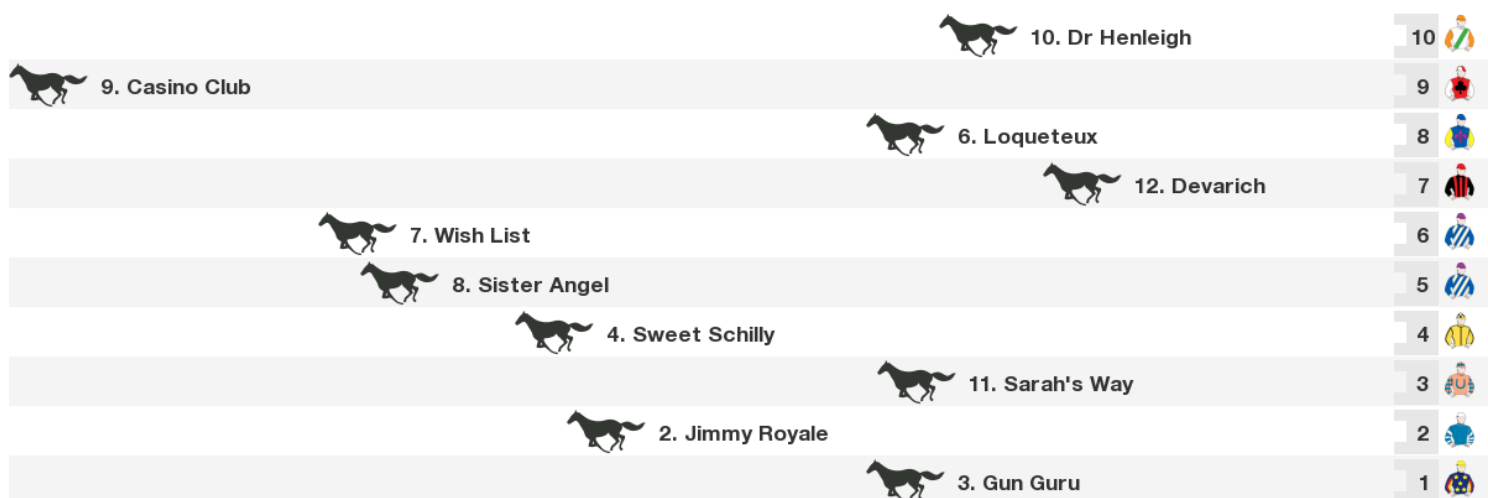 10. Dr Henleigh 10
9. Casino Club 9
6. Loqueteux 8
12. Devarich 7
7. Wish List 6
8. Sister Angel 5
4. Sweet Schilly 4
11. Sarah's Way 3
2. Jimmy Royale 2
3. Gun Guru 1